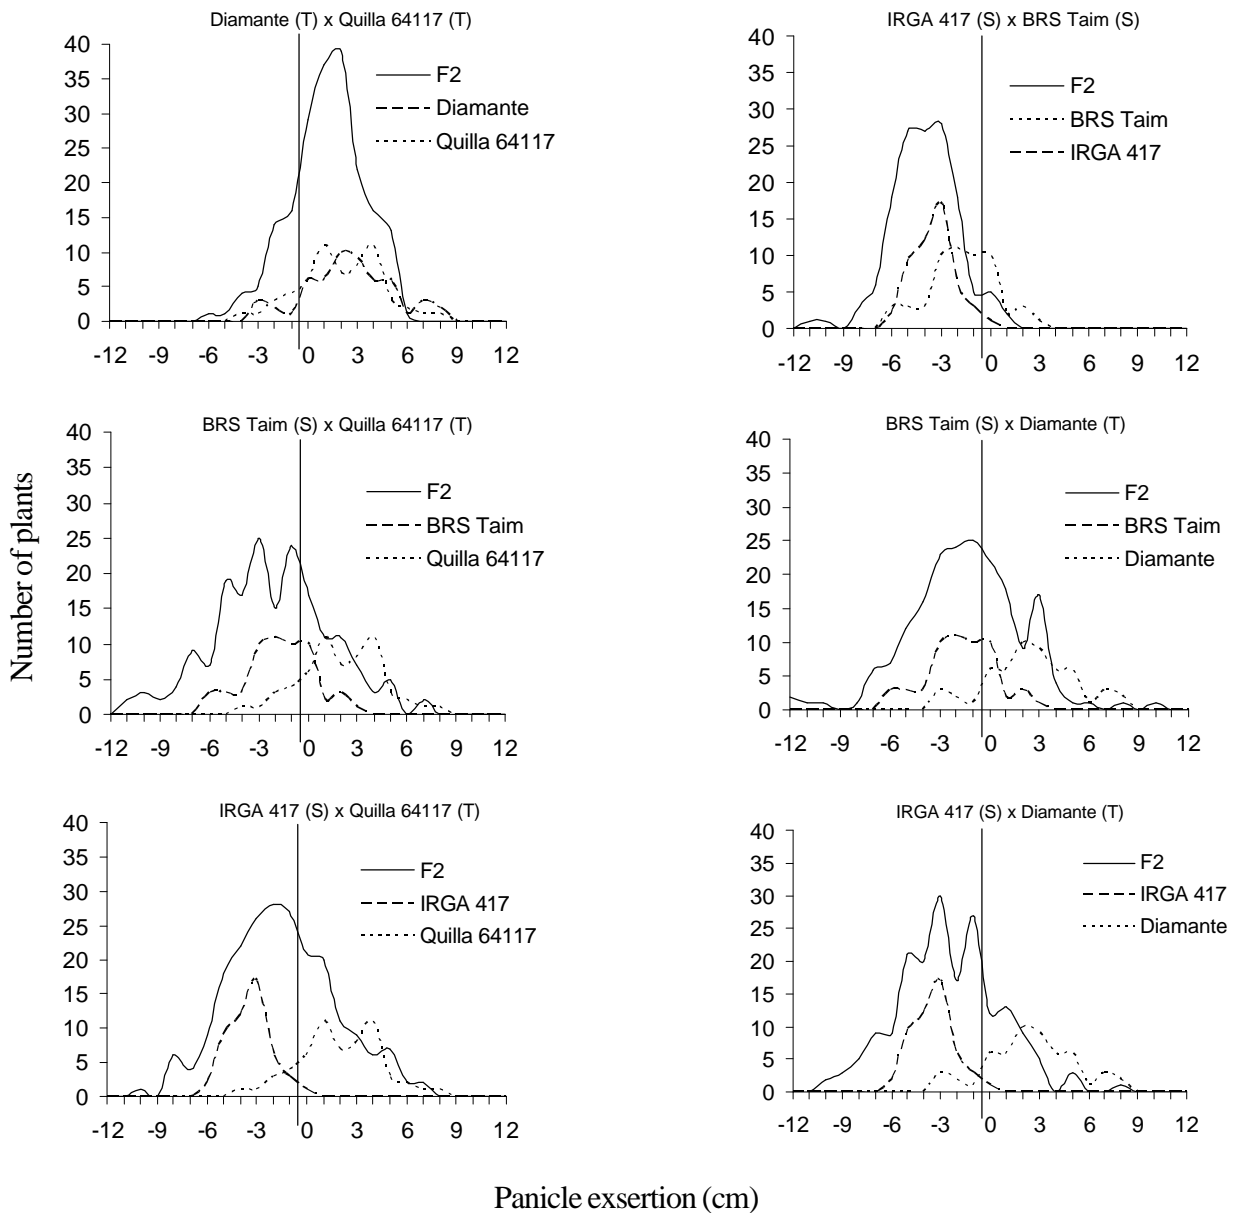 Diamante (T) x Quilla 64117 (T)
40
35
30
25
20
15
10
5
0
F2
Diamante
Quilla 64117
-12 -9 -6 -3 0 3 6 9 12
IRGA 417 (S) x BRS Taim (S)
40
35
30
25
20
15
10
5
0
F2
BRS Taim
IRGA 417
-12 -9 -6 -3 0 3 6 9 12
Number of plants
BRS Taim (S) x Quilla 64117 (T)
40
35
30
25
20
15
10
5
0
F2
BRS Taim
Quilla 64117
-12 -9 -6 -3 0 3 6 9 12
BRS Taim (S) x Diamante (T)
40
35
30
25
20
15
10
5
0
F2
BRS Taim
Diamante
-12 -9 -6 -3 0 3 6 9 12
IRGA 417 (S) x Quilla 64117 (T)
40
35
30
25
20
15
10
5
0
F2
IRGA 417
Quilla 64117
-12 -9 -6 -3 0 3 6 9 12
IRGA 417 (S) x Diamante (T)
40
35
30
25
20
15
10
5
0
F2
IRGA 417
Diamante
-12 -9 -6 -3 0 3 6 9 12
Panicle exsertion (cm)